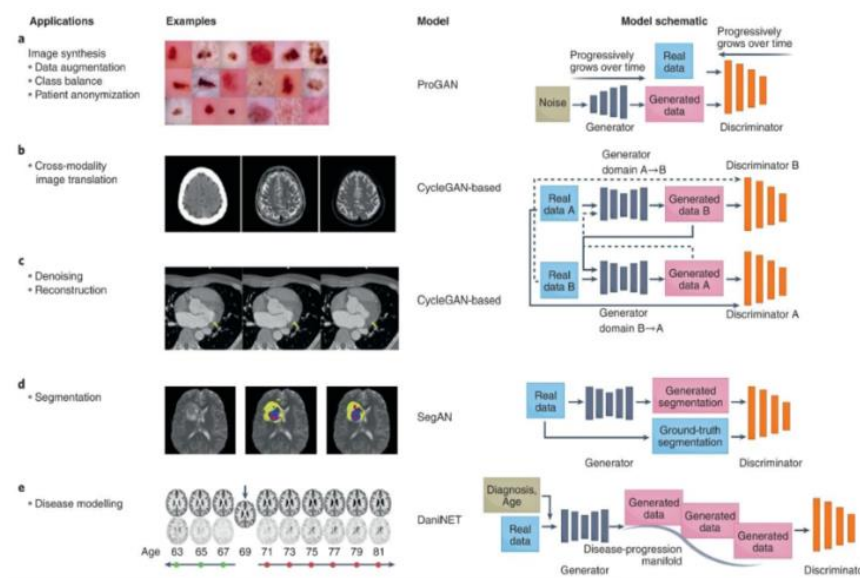 Applications Examples Model Model schematic
a
Image synthesis
• Data augmentation
• Class balance
• Patient anonymization
ProGAN
Progressively
grows over time
Progressively
grows over time
Real
data
Noise
Generated
data
Generator
Discriminator
b
• Cross-modality
image translation
CycleGAN-based
Generator
domain A→B
Discriminator B
Real
data A
Generated
data B
c
• Denoising
• Reconstruction
CycleGAN-based
Real
data B
Generated
data A
Generator
domain B→A
Discriminator A
d
• Segmentation
SegAN
Real
data
Generated
segmentation
Ground-truth
segmentation
Generator
Discriminator
e
• Disease modelling
Age 63 65 67 69 71 73 75 77 79 81
DaniNET
Diagnosis,
Age
Real
data
Generated
data
Generated
data
Generated
data
Disease-progression
manifold
Generator
Discriminat